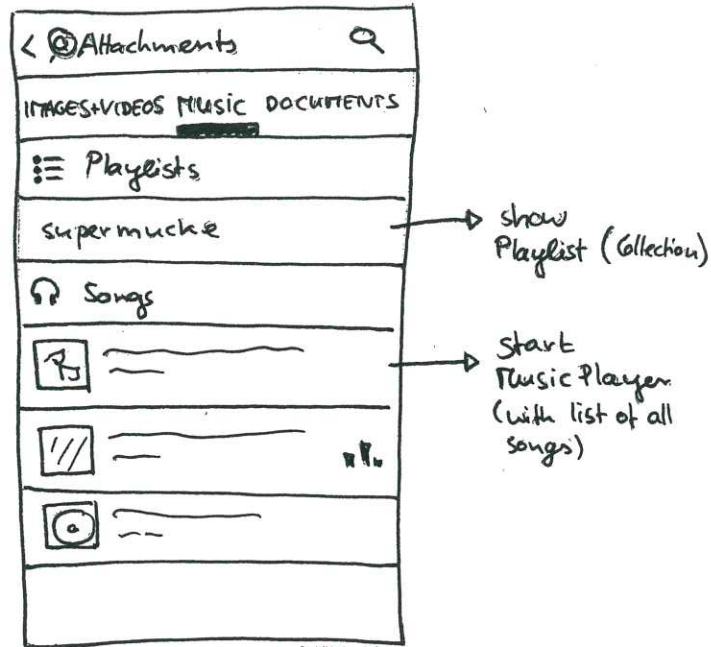 < @ Attachments
IMAGES+VIDEOS MUSIC DOCUMENTS
Playlists
supermucke
show
Playlist (Collection)
Songs
Start
Music Player
(with list of all
songs)